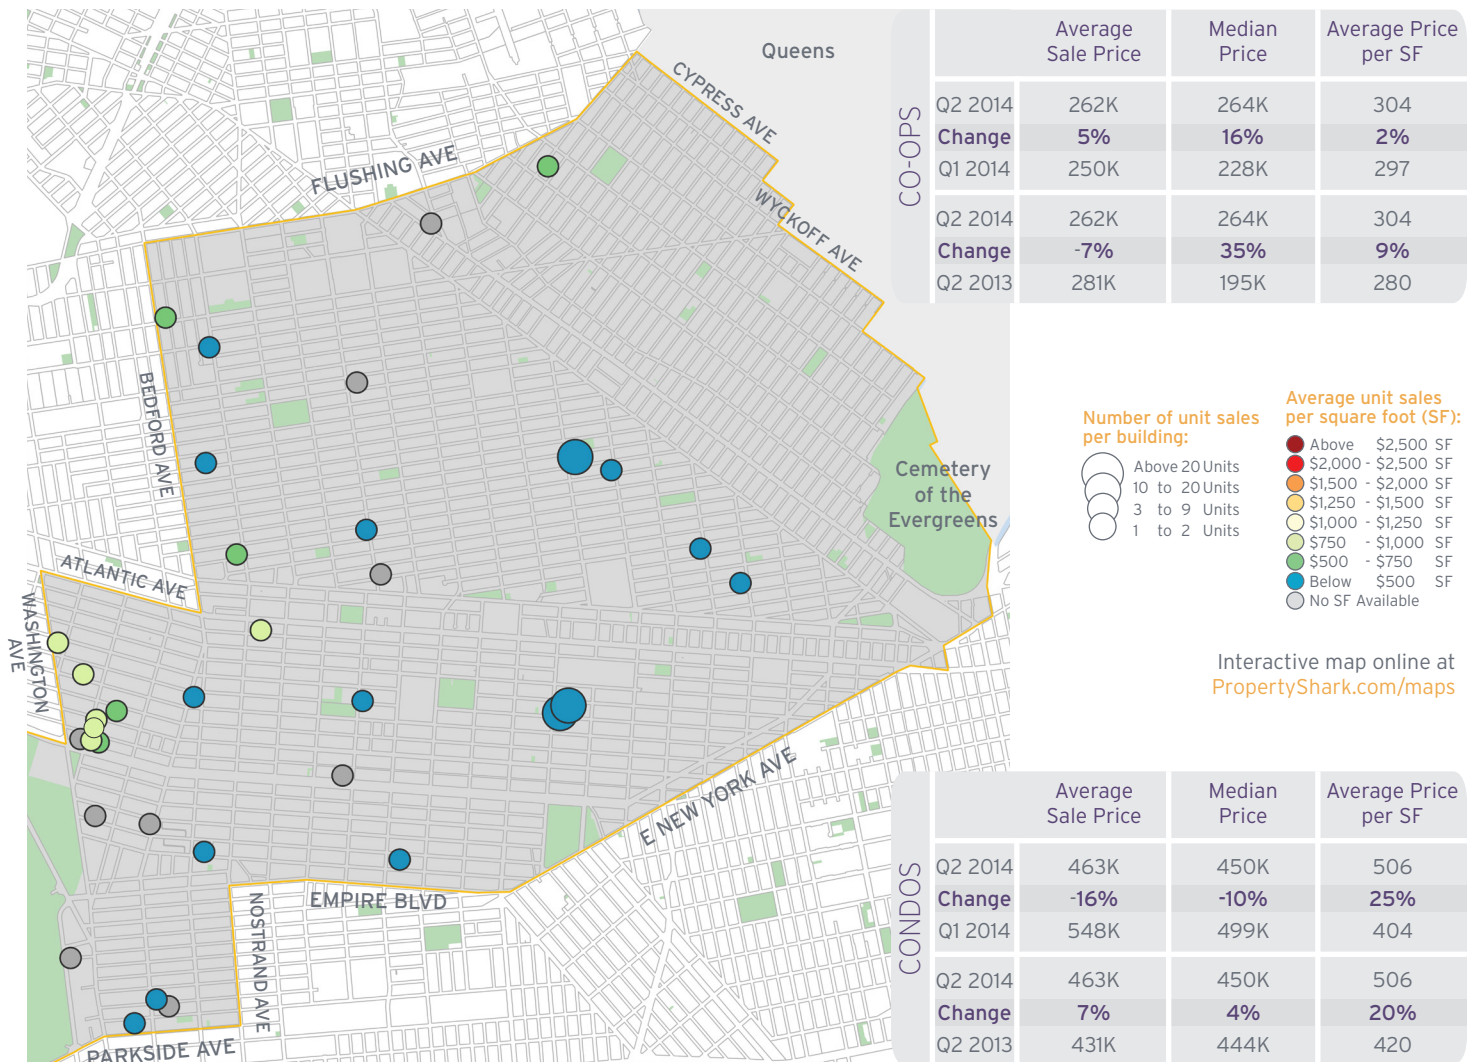 Queens
CYPRESS AVE
FLUSHING AVE
WYCKOFF AVE
BEDFORD AVE
Cemetery
of the
Evergreens
ATLANTIC AVE
WASHINGTON
AVE
E NEW YORK AVE
EMPIRE BLVD
NOSTRAND AVE
PARKSIDE AVE
CO-OPS
Average Sale Price Median Price Average Price per SF
Q2 2014 262K 264K 304
Change 5% 16% 2%
Q1 2014 250K 228K 297
Q2 2014 262K 264K 304
Change -7% 35% 9%
Q2 2013 281K 195K 280
Number of unit sales
per building:
Above 20 Units
10 to 20 Units
3 to 9 Units
1 to 2 Units
Average unit sales
per square foot (SF):
Above $2,500 SF
$2,000 - $2,500 SF
$1,500 - $2,000 SF
$1,250 - $1,500 SF
$1,000 - $1,250 SF
$750 - $1,000 SF
$500 - $750 SF
Below $500 SF
No SF Available
Interactive map online at
PropertyShark.com/maps
CONDOS
Average Sale Price Median Price Average Price per SF
Q2 2014 463K 450K 506
Change -16% -10% 25%
Q1 2014 548K 499K 404
Q2 2014 463K 450K 506
Change 7% 4% 20%
Q2 2013 431K 444K 420